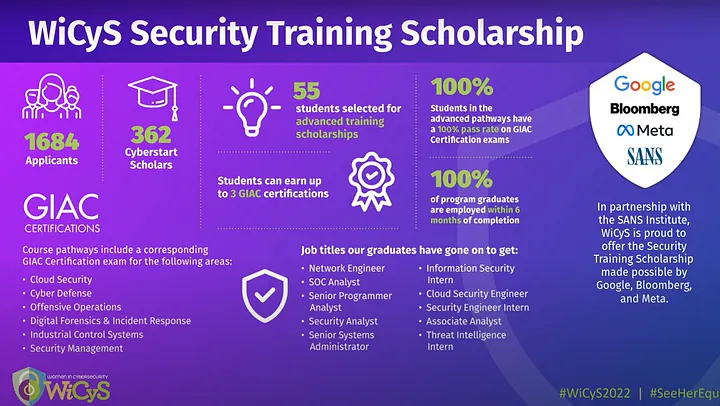 WiCyS Security Training Scholarship
1684
Applicants
362
Cyberstart
Scholars
55
students selected for
advanced training
scholarships
Students can earn up
to 3 GIAC certifications
100%
Students in the
advanced pathways have
a 100% pass rate on GIAC
Certification exams
100%
of program graduates
are employed within 6
months of completion
Google
Bloomberg
Meta
SANS
In partnership with
the SANS Institute,
WiCyS is proud to
offer the Security
Training Scholarship
made possible by
Google, Bloomberg,
and Meta.
GIAC
CERTIFICATIONS
Course pathways include a corresponding
GIAC Certification exam for the following areas:
• Cloud Security
• Cyber Defense
• Offensive Operations
• Digital Forensics & Incident Response
• Industrial Control Systems
• Security Management
Job titles our graduates have gone on to get:
• Network Engineer
• SOC Analyst
• Senior Programmer
Analyst
• Security Analyst
• Senior Systems
Administrator
• Information Security
Intern
• Cloud Security Engineer
• Security Engineer Intern
• Associate Analyst
• Threat Intelligence
Intern
WOMEN IN CYBERSECURITY
WiCyS
#WiCyS2022 | #SeeHerEqu